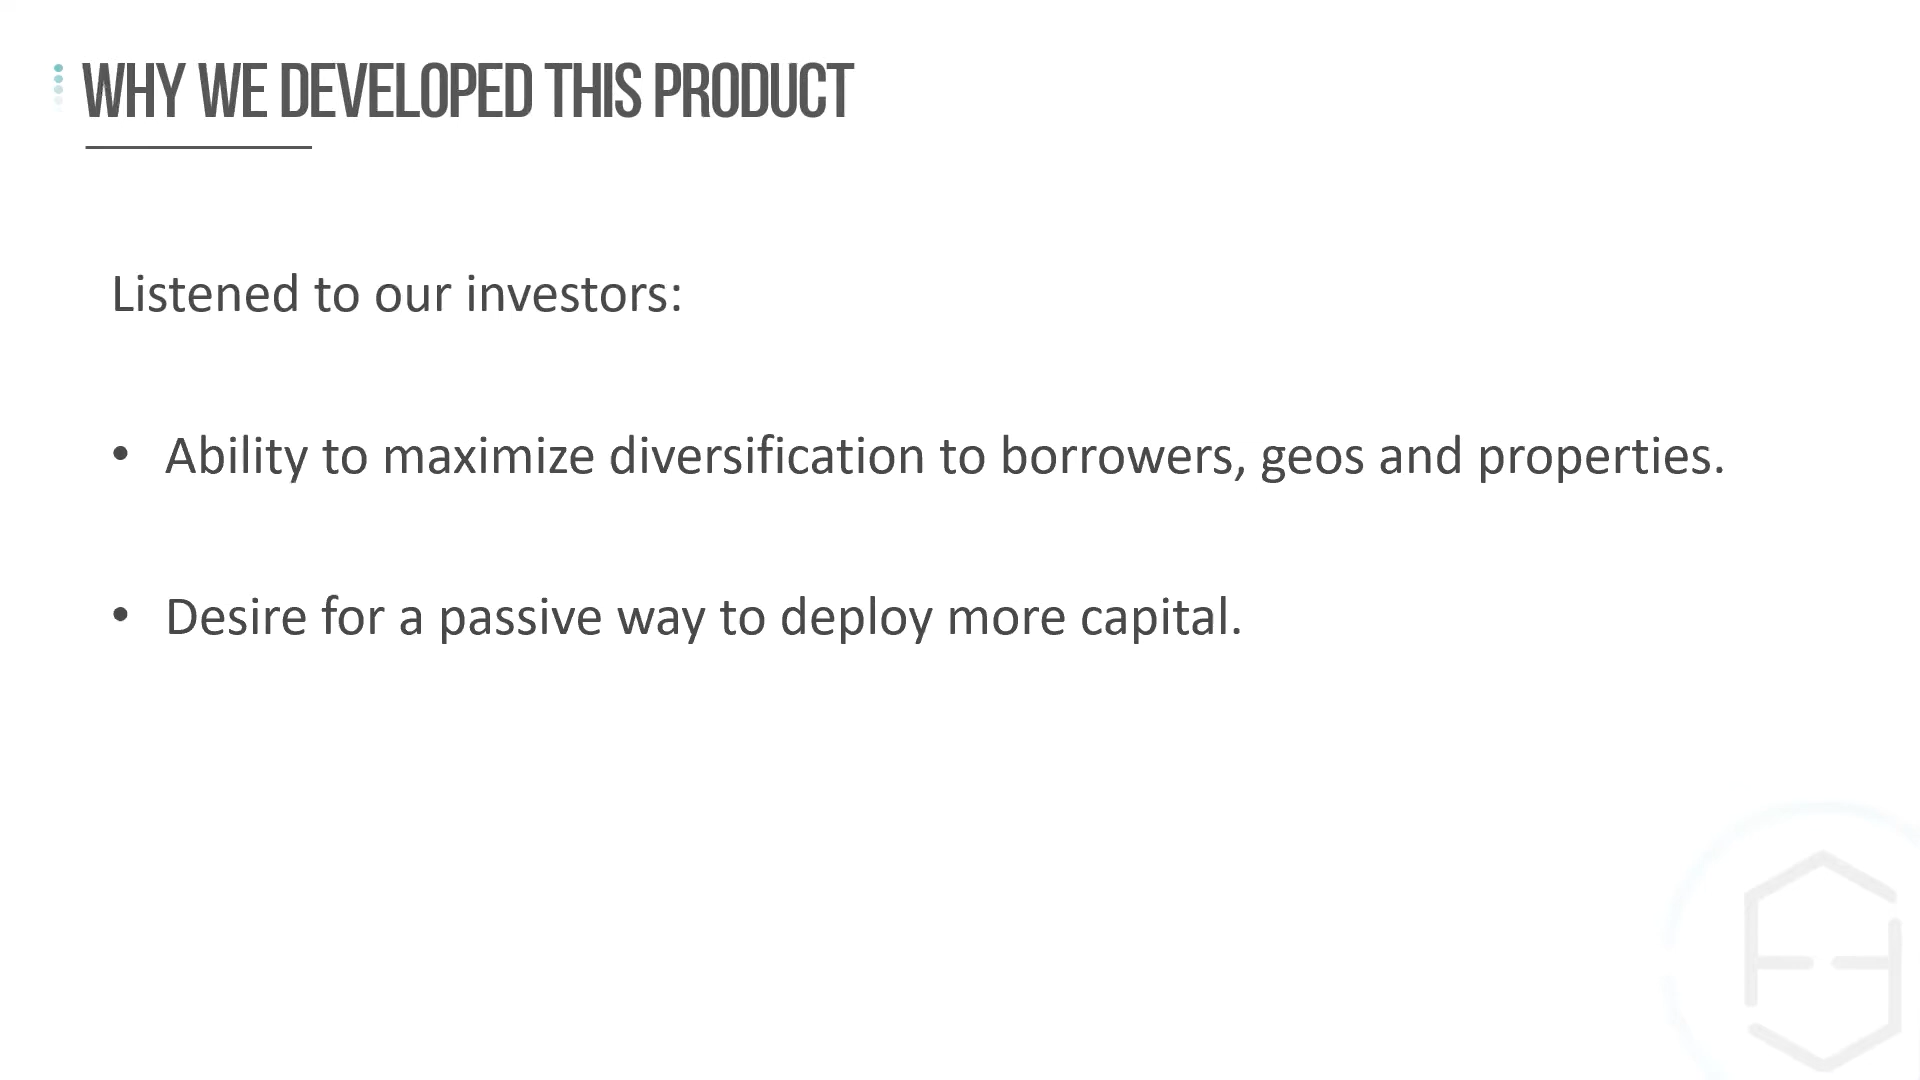 WHY WE DEVELOPED THIS PRODUCT
Listened to our investors:
• Ability to maximize diversification to borrowers, geos and properties.
• Desire for a passive way to deploy more capital.